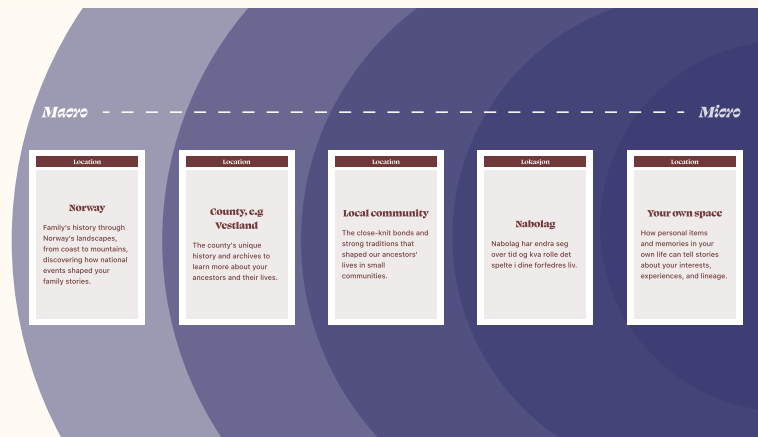 Macro
Micro
Location
Norway
Family's history through
Norway's landscapes,
from coast to mountains,
discovering how national
events shaped your
family stories.
Location
County, e.g
Vestland
The county's unique
history and archives to
learn more about your
ancestors and their lives.
Location
Local community
The close-knit bonds and
strong traditions that
shaped our ancestors'
lives in small
communities.
Lokasjon
Nabolag
Nabolag har endra seg
over tid og kva rolle det
spelte i dine forfedres liv.
Location
Your own space
How personal items
and memories in your
own life can tell stories
about your interests,
experiences, and lineage.